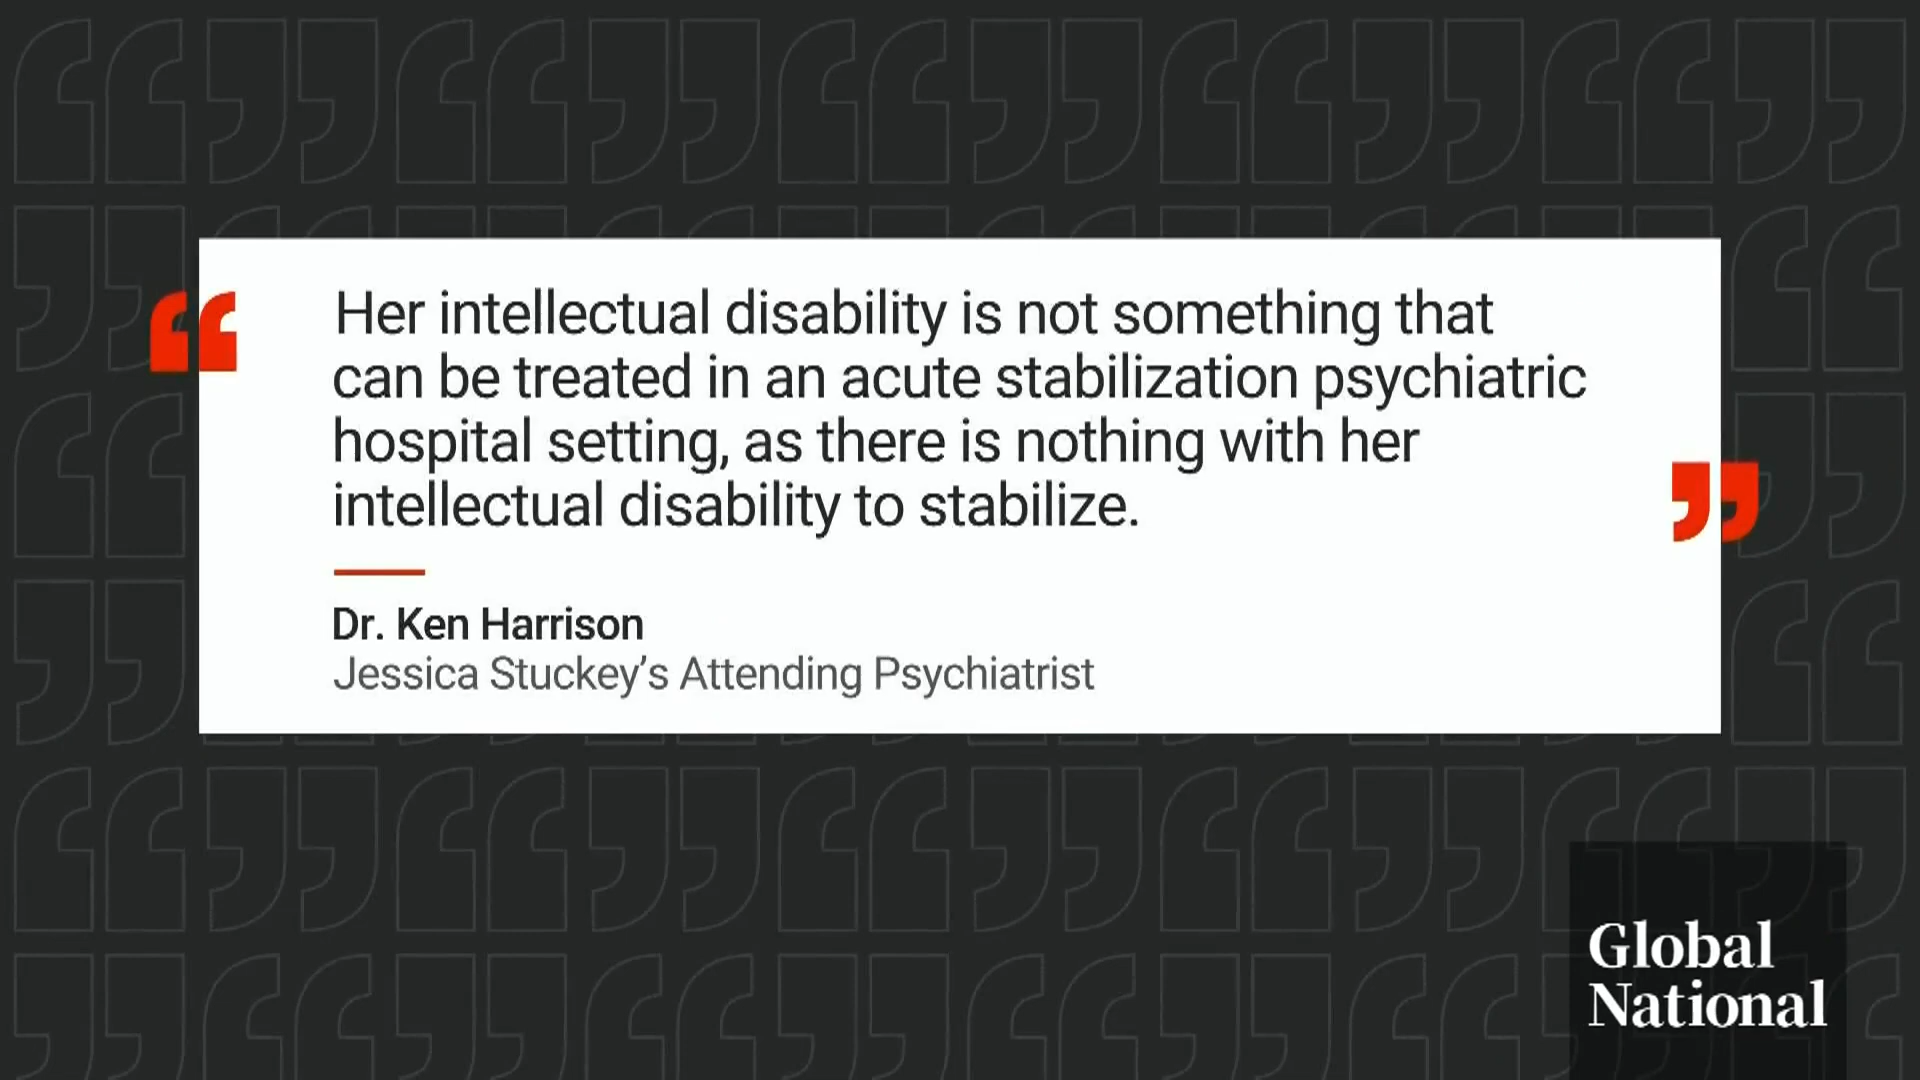 Her intellectual disability is not something that
can be treated in an acute stabilization psychiatric
hospital setting, as there is nothing with her
intellectual disability to stabilize.
Dr. Ken Harrison
Jessica Stuckey’s Attending Psychiatrist
Global
National